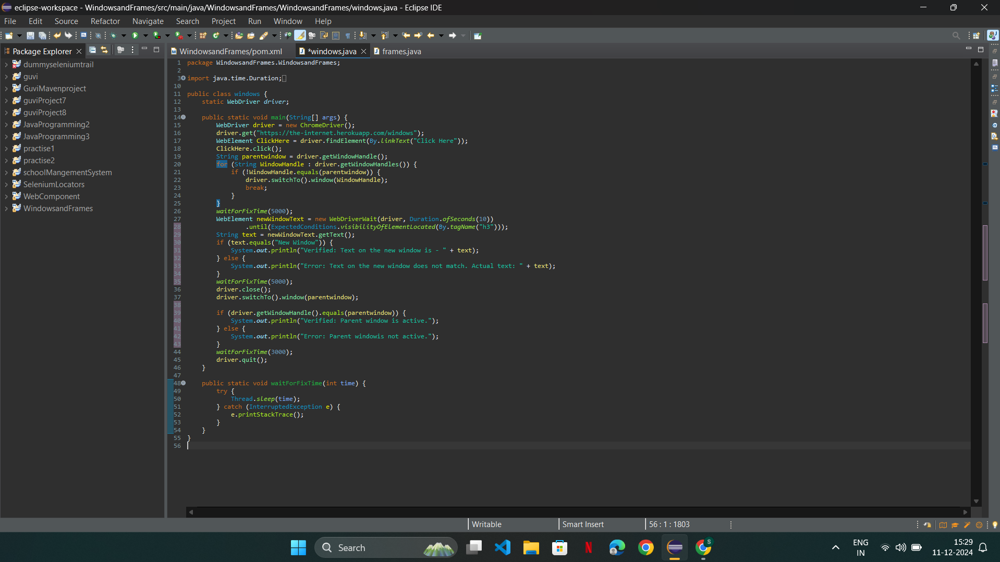 eclipse-workspace - WindowsandFrames/src/main/java/WindowsandFrames/WindowsandFrames/windows.java - Eclipse IDE
File Edit Source Refactor Navigate Search Project Run Window Help
Package Explorer
dummyseleniumtrail
guvi
GuviMavenproject
guviProject7
guviProject8
JavaProgramming2
JavaProgramming3
practise1
practise2
schoolMangementSystem
SeleniumLocators
WebComponent
WindowsandFrames
WindowsandFrames/pom.xml *windows.java frames.java
1 package WindowsandFrames.WindowsandFrames;
2
3 import java.time.Duration;
10
11 public class windows {
12 static WebDriver driver;
13
14 public static void main(String[] args) {
15 WebDriver driver = new ChromeDriver();
16 driver.get("https://the-internet.herokuapp.com/windows");
17 WebElement ClickHere = driver.findElement(By.linkText("Click Here"));
18 ClickHere.click();
19 String parentwindow = driver.getWindowHandle();
20 for (String WindowHandle : driver.getWindowHandles()) {
21 if (!WindowHandle.equals(parentwindow)) {
22 driver.switchTo().window(WindowHandle);
23 break;
24 }
25 }
26 waitForFixTime(5000);
27 WebElement newWindowText = new WebDriverWait(driver, Duration.ofSeconds(10))
28 .until(ExpectedConditions.visibilityOfElementLocated(By.tagName("h3")));
29 String text = newWindowText.getText();
30 if (text.equals("New Window")) {
31 System.out.println("Verified: Text on the new window is - " + text);
32 } else {
33 System.out.println("Error: Text on the new window does not match. Actual text: " + text);
34 }
35 waitForFixTime(5000);
36 driver.close();
37 driver.switchTo().window(parentwindow);
38
39 if (driver.getWindowHandle().equals(parentwindow)) {
40 System.out.println("Verified: Parent window is active.");
41 } else {
42 System.out.println("Error: Parent windowis not active.");
43 }
44 waitForFixTime(3000);
45 driver.quit();
46 }
47
48 public static void waitForFixTime(int time) {
49 try {
50 Thread.sleep(time);
51 } catch (InterruptedException e) {
52 e.printStackTrace();
53 }
54 }
55 }
56
Writable Smart Insert 56 : 1 : 1803
Search
ENG
IN
15:29
11-12-2024